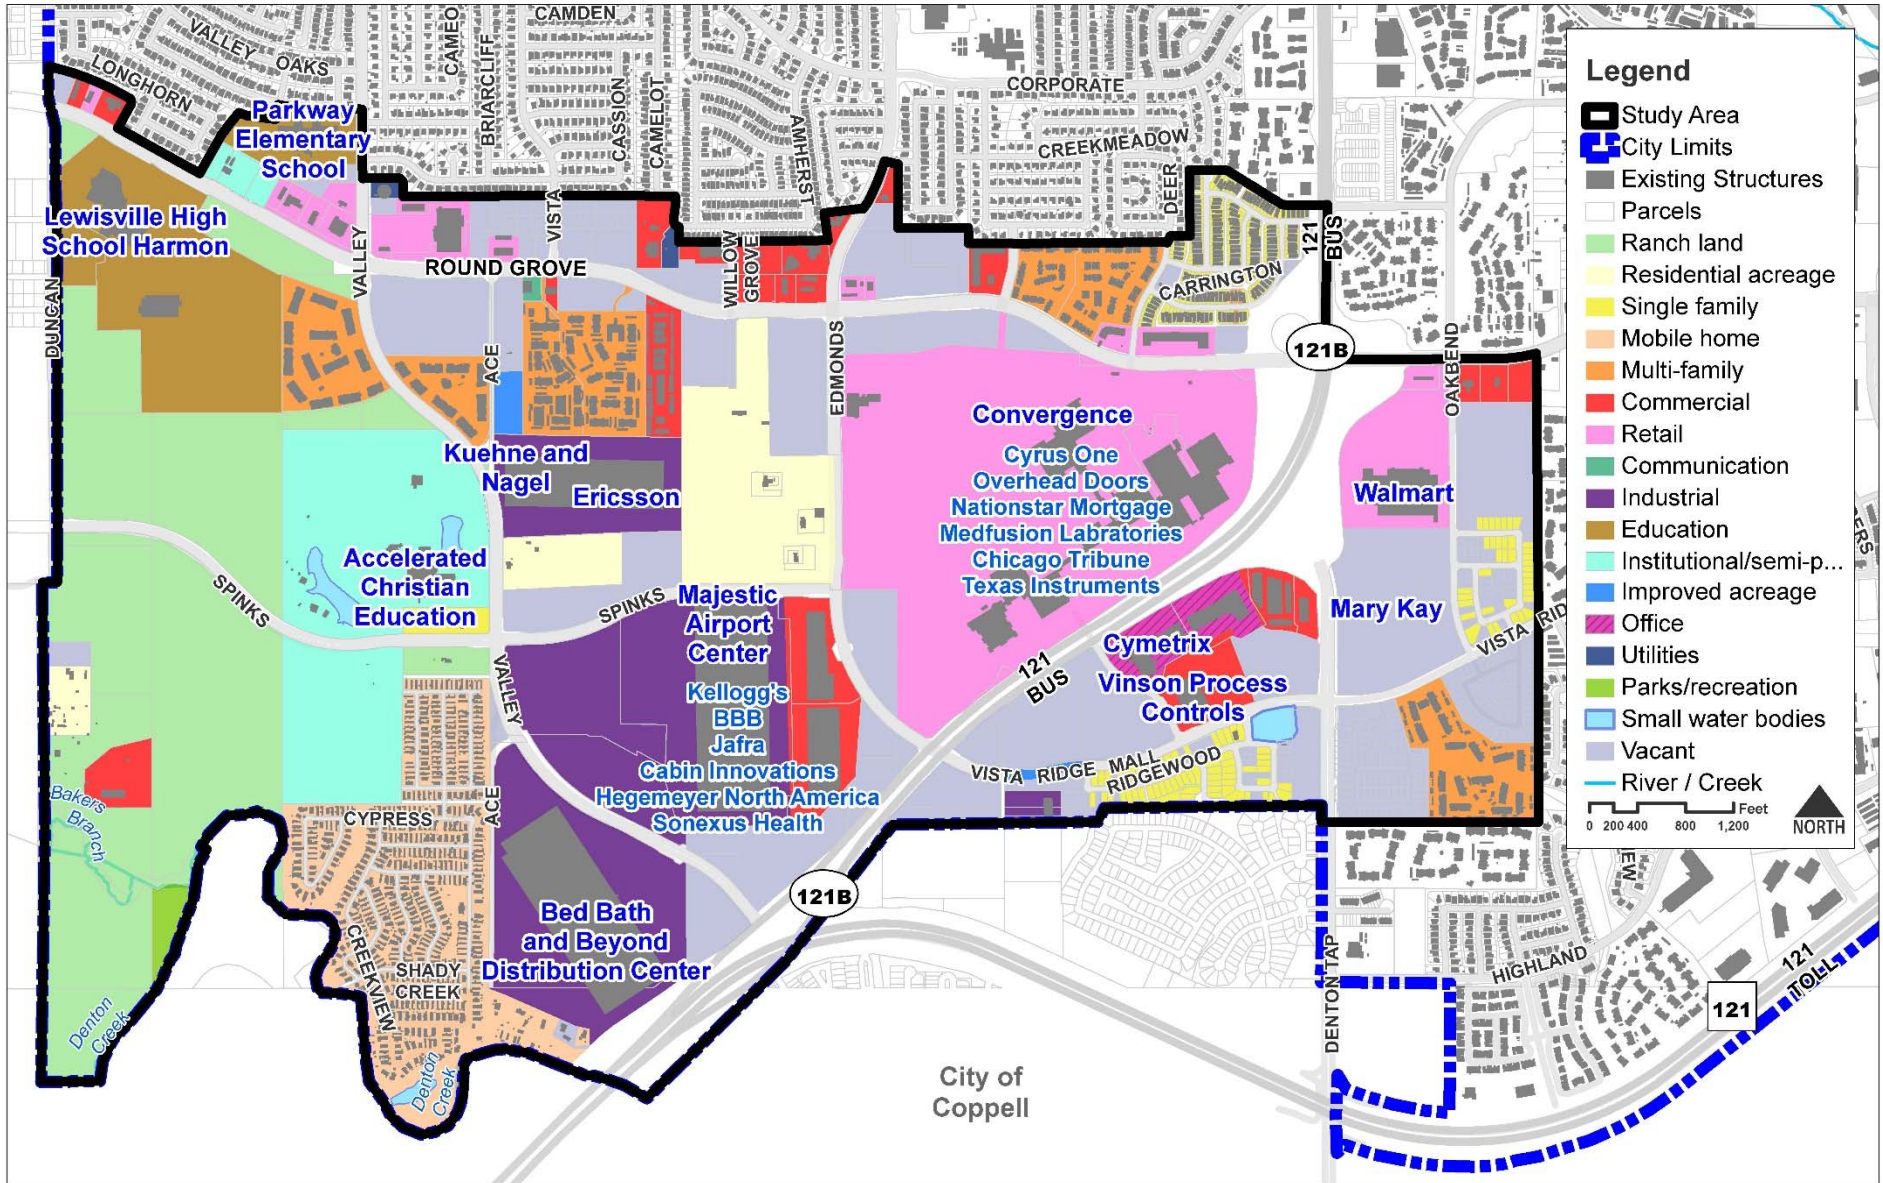 CAMDEN
CAMEO
BRIARCLIFF
VALLEY
OAKS
LONGHORN
CASSION
CAMELOT
CORPORATE
CREEKMEADOW
AMHERST
DEER
Parkway
Elementary
School
Lewisville High
School Harmon
DUNCAN
VALLEY
VISTA
ROUND GROVE
WILLOW
GROVE
121
BUS
CARRINGTON
121B
OAKBEND
EDMONDS
ACE
Convergence
Cyrus One
Overhead Doors
Nationstar Mortgage
Medfusion Labratories
Chicago Tribune
Texas Instruments
Kuehne and
Nagel
Ericsson
Walmart
Accelerated
Christian
Education
SPINKS
SPINKS
Majestic
Airport
Center
Kellogg's
BBB
Jafra
Cabin Innovations
Hegemeyer North America
Sonexus Health
Mary Kay
Cymetrix
Vinson Process
Controls
121
BUS
VISTA RID
VALLEY
VISTA RIDGE MALL
RIDGEWOOD
Bakers
Branch
CYPRESS
ACE
121B
Bed Bath
and Beyond
Distribution Center
CREEKVIEW
SHADY
CREEK
Denton
Creek
Denton
Creek
DENTON TAP
HIGHLAND
121
121
TOLL
City of
Coppell
Legend
Study Area
City Limits
Existing Structures
Parcels
Ranch land
Residential acreage
Single family
Mobile home
Multi-family
Commercial
Retail
Communication
Industrial
Education
Institutional/semi-p...
Improved acreage
Office
Utilities
Parks/recreation
Small water bodies
Vacant
River / Creek
Feet
0 200 400 800 1,200
NORTH